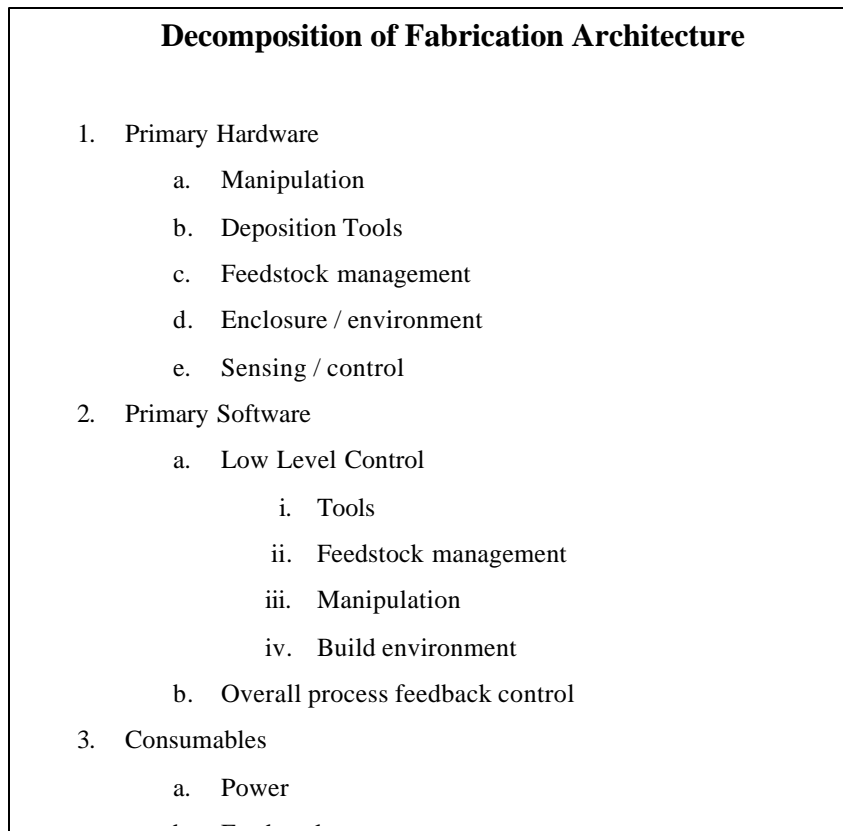 Decomposition of Fabrication Architecture
1. Primary Hardware
a. Manipulation
b. Deposition Tools
c. Feedstock management
d. Enclosure / environment
e. Sensing / control
2. Primary Software
a. Low Level Control
i. Tools
ii. Feedstock management
iii. Manipulation
iv. Build environment
b. Overall process feedback control
3. Consumables
a. Power